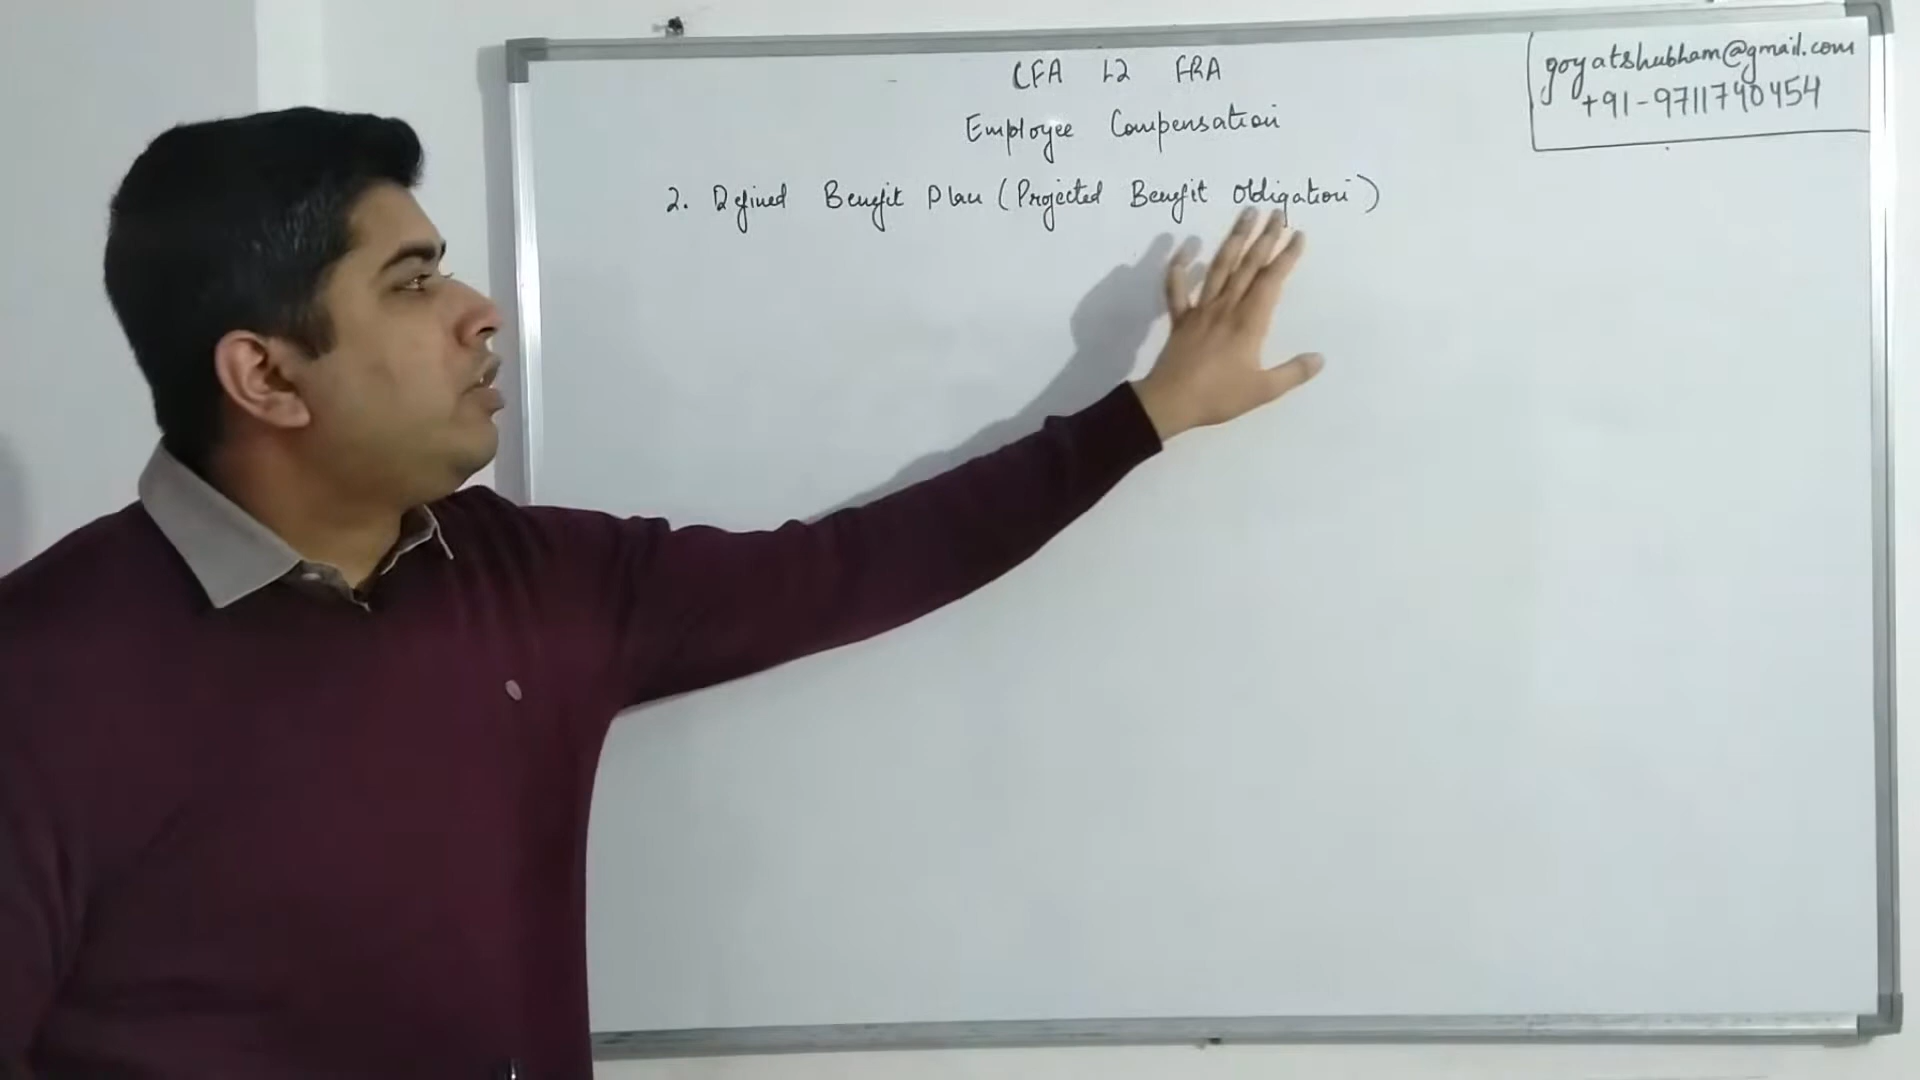 CFA L2 FRA
Employee Compensation
goyatshubham@gmail.com
+91-9711740454
2. Defined Benefit Plan (Projected Benefit Obligation)